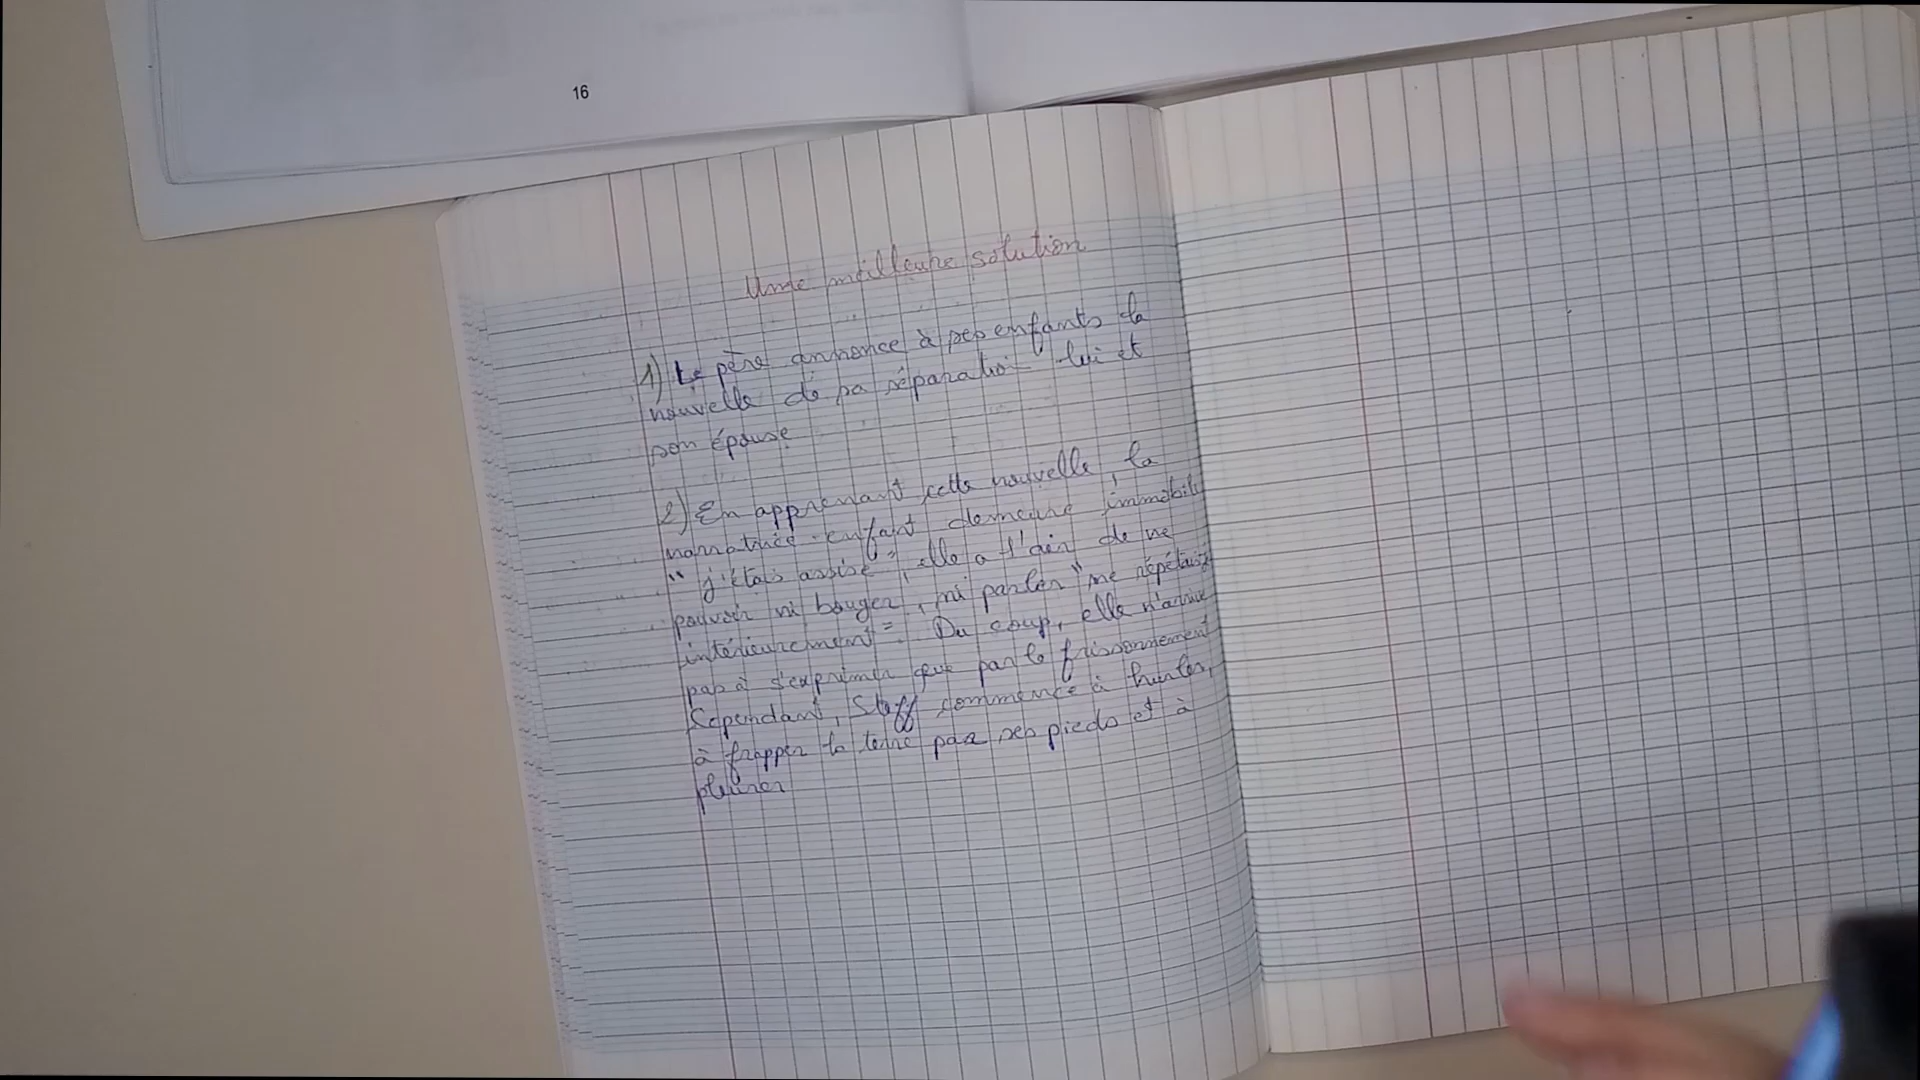 16
Une meilleure solution
1) Le père annonce à ses enfants la
nouvelle de sa séparation lui et
son épouse
2) En apprenant cette nouvelle, la
narratrice-enfant demeure immobile
" j'étais assise ", elle a l'air de ne
pouvoir ni bouger, ni parler " me répétais
intérieurement ". Du coup, elle n'arrive
pas à s'exprimer que par le frissonnement
Cependant, Staff commence à hurler,
à frapper la terre par ses pieds et à
pleurer